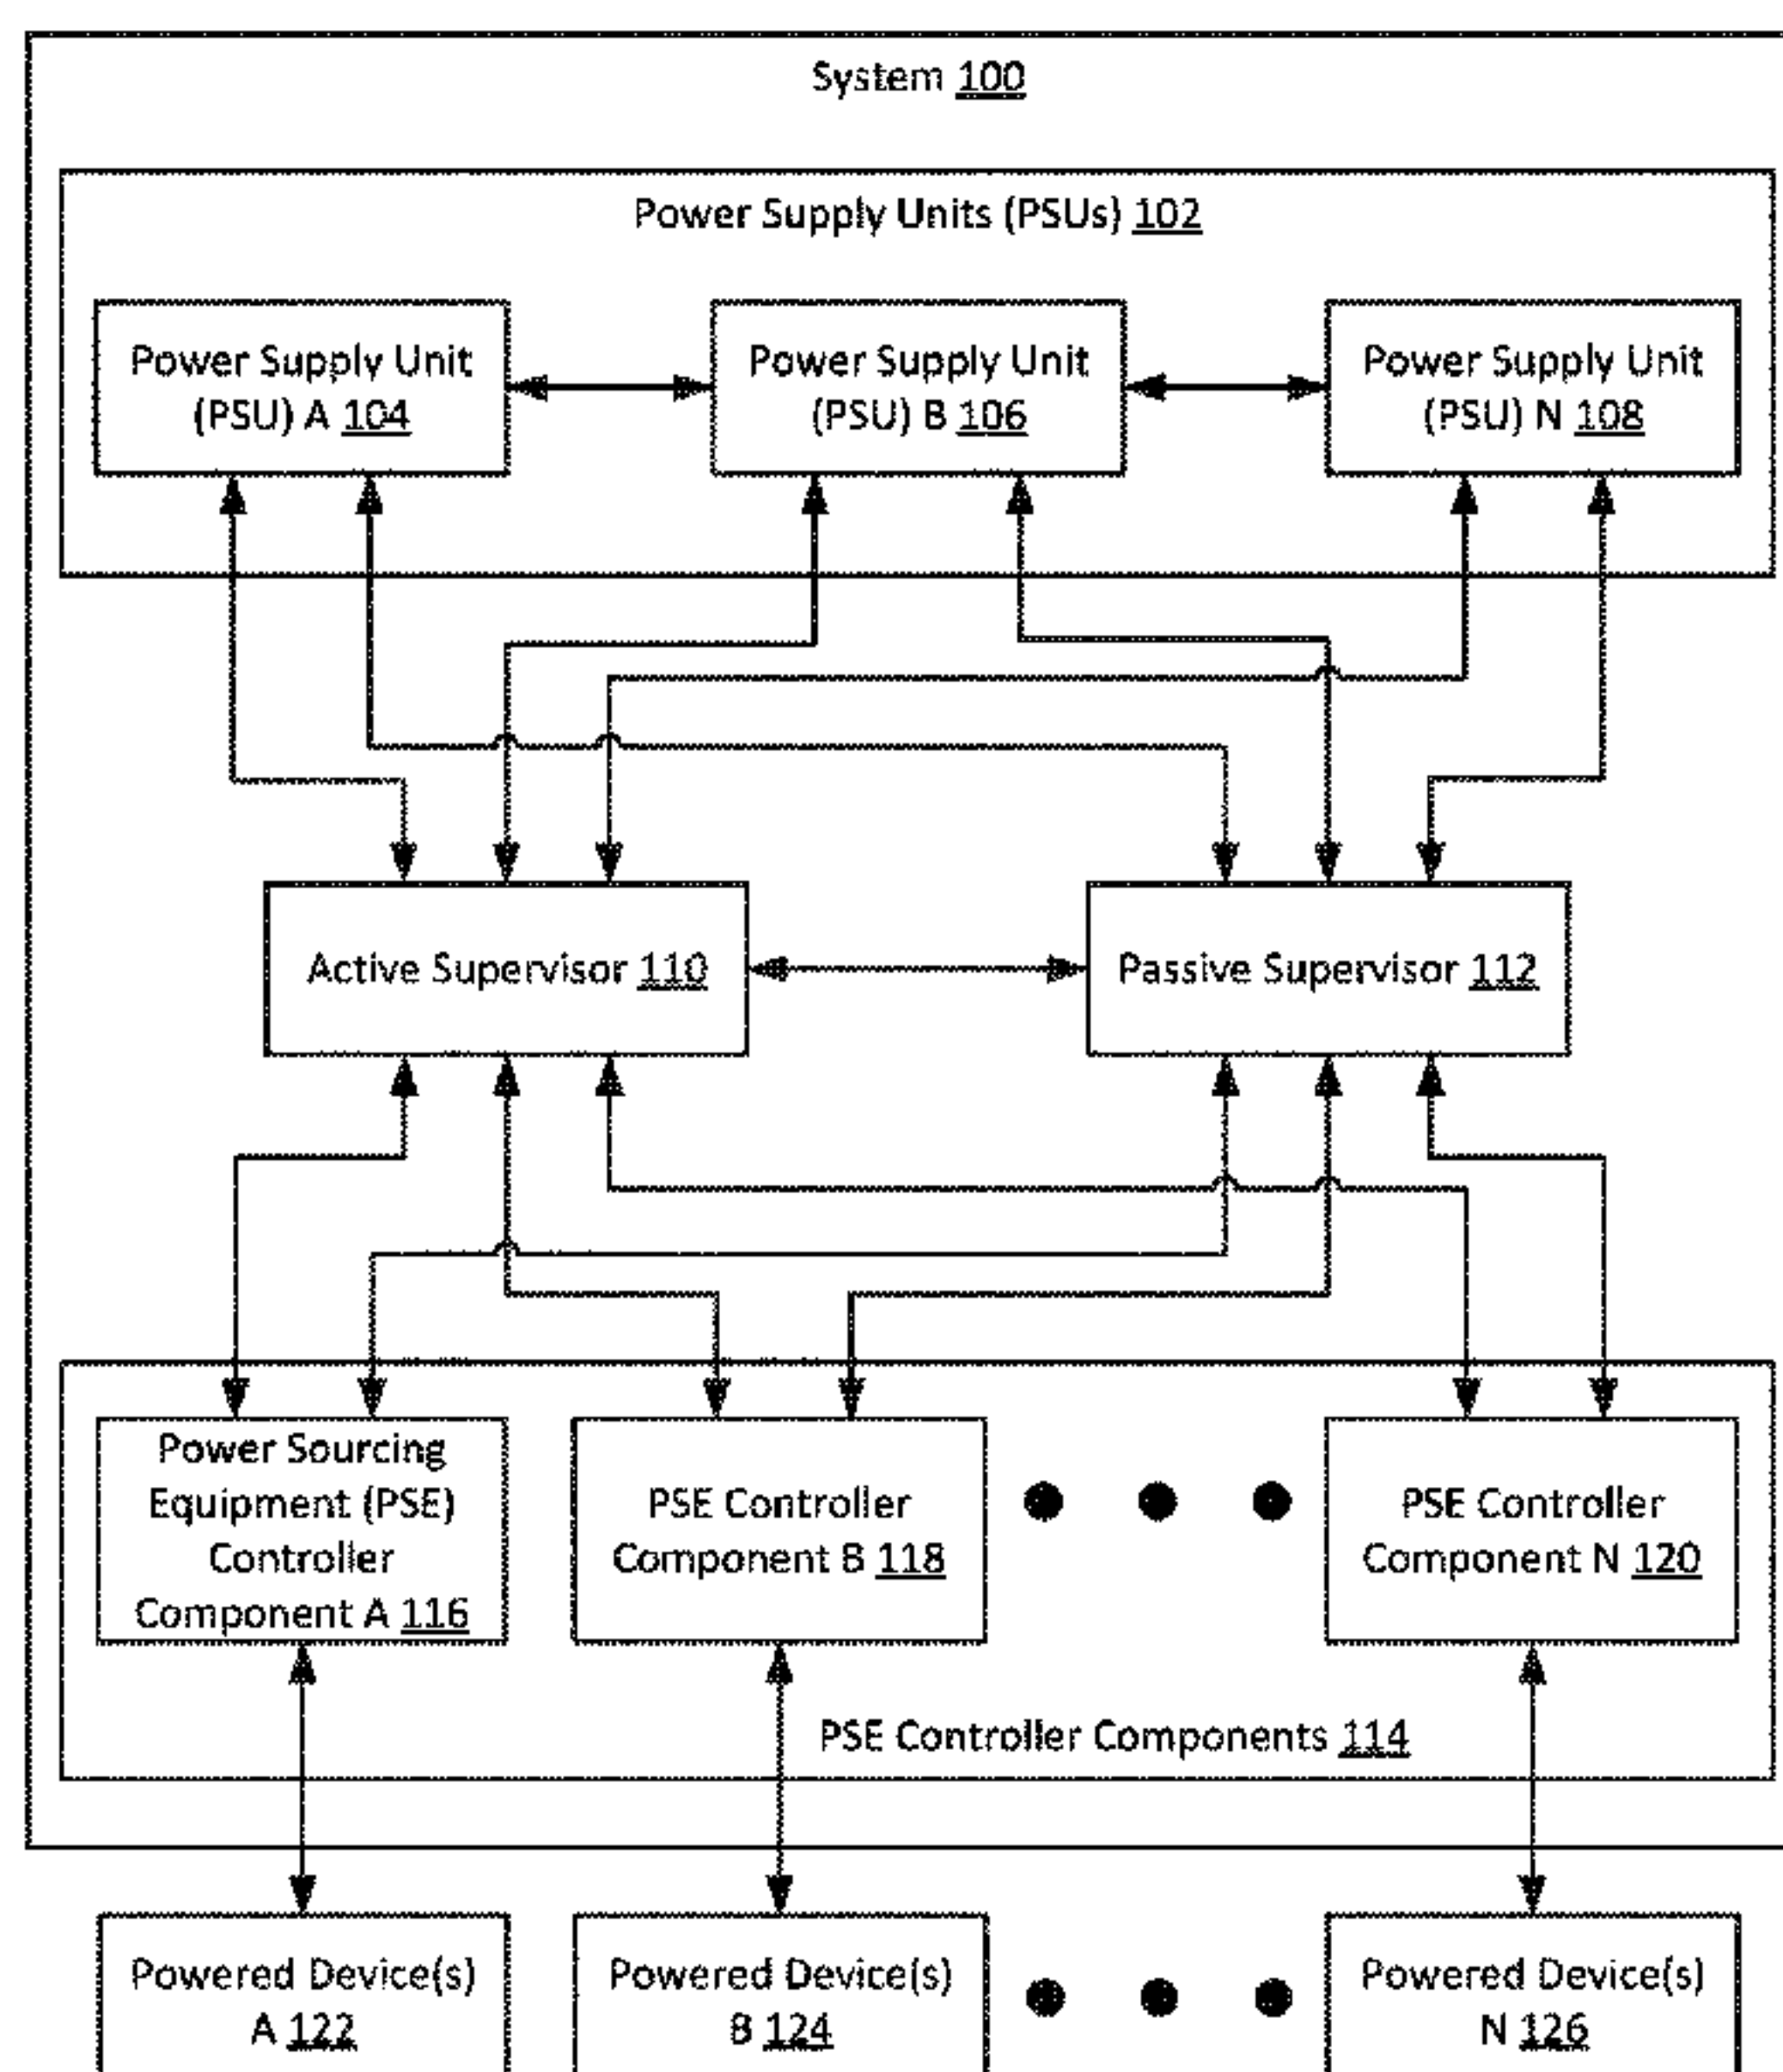 System 100
Power Supply Units (PSUs) 102
Power Supply Unit
(PSU) A 104
Power Supply Unit
(PSU) B 106
Power Supply Unit
(PSU) N 108
Active Supervisor 110
Passive Supervisor 112
Power Sourcing
Equipment (PSE)
Controller
Component A 116
PSE Controller
Component B 118
PSE Controller
Component N 120
PSE Controller Components 114
Powered Device(s)
A 122
Powered Device(s)
B 124
Powered Device(s)
N 126